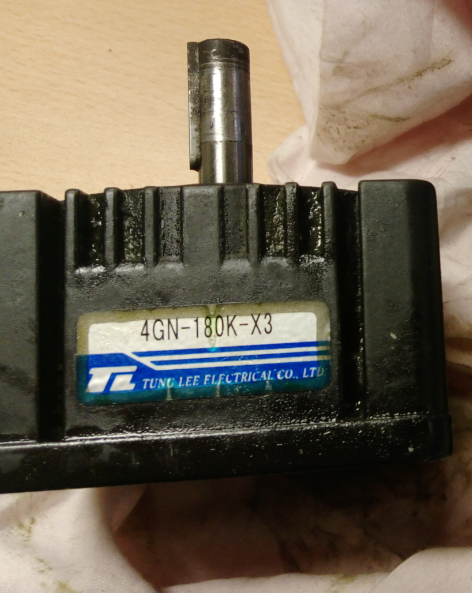 4GN-180K-X3
TL TUNG LEE ELECTRICAL CO., LTD